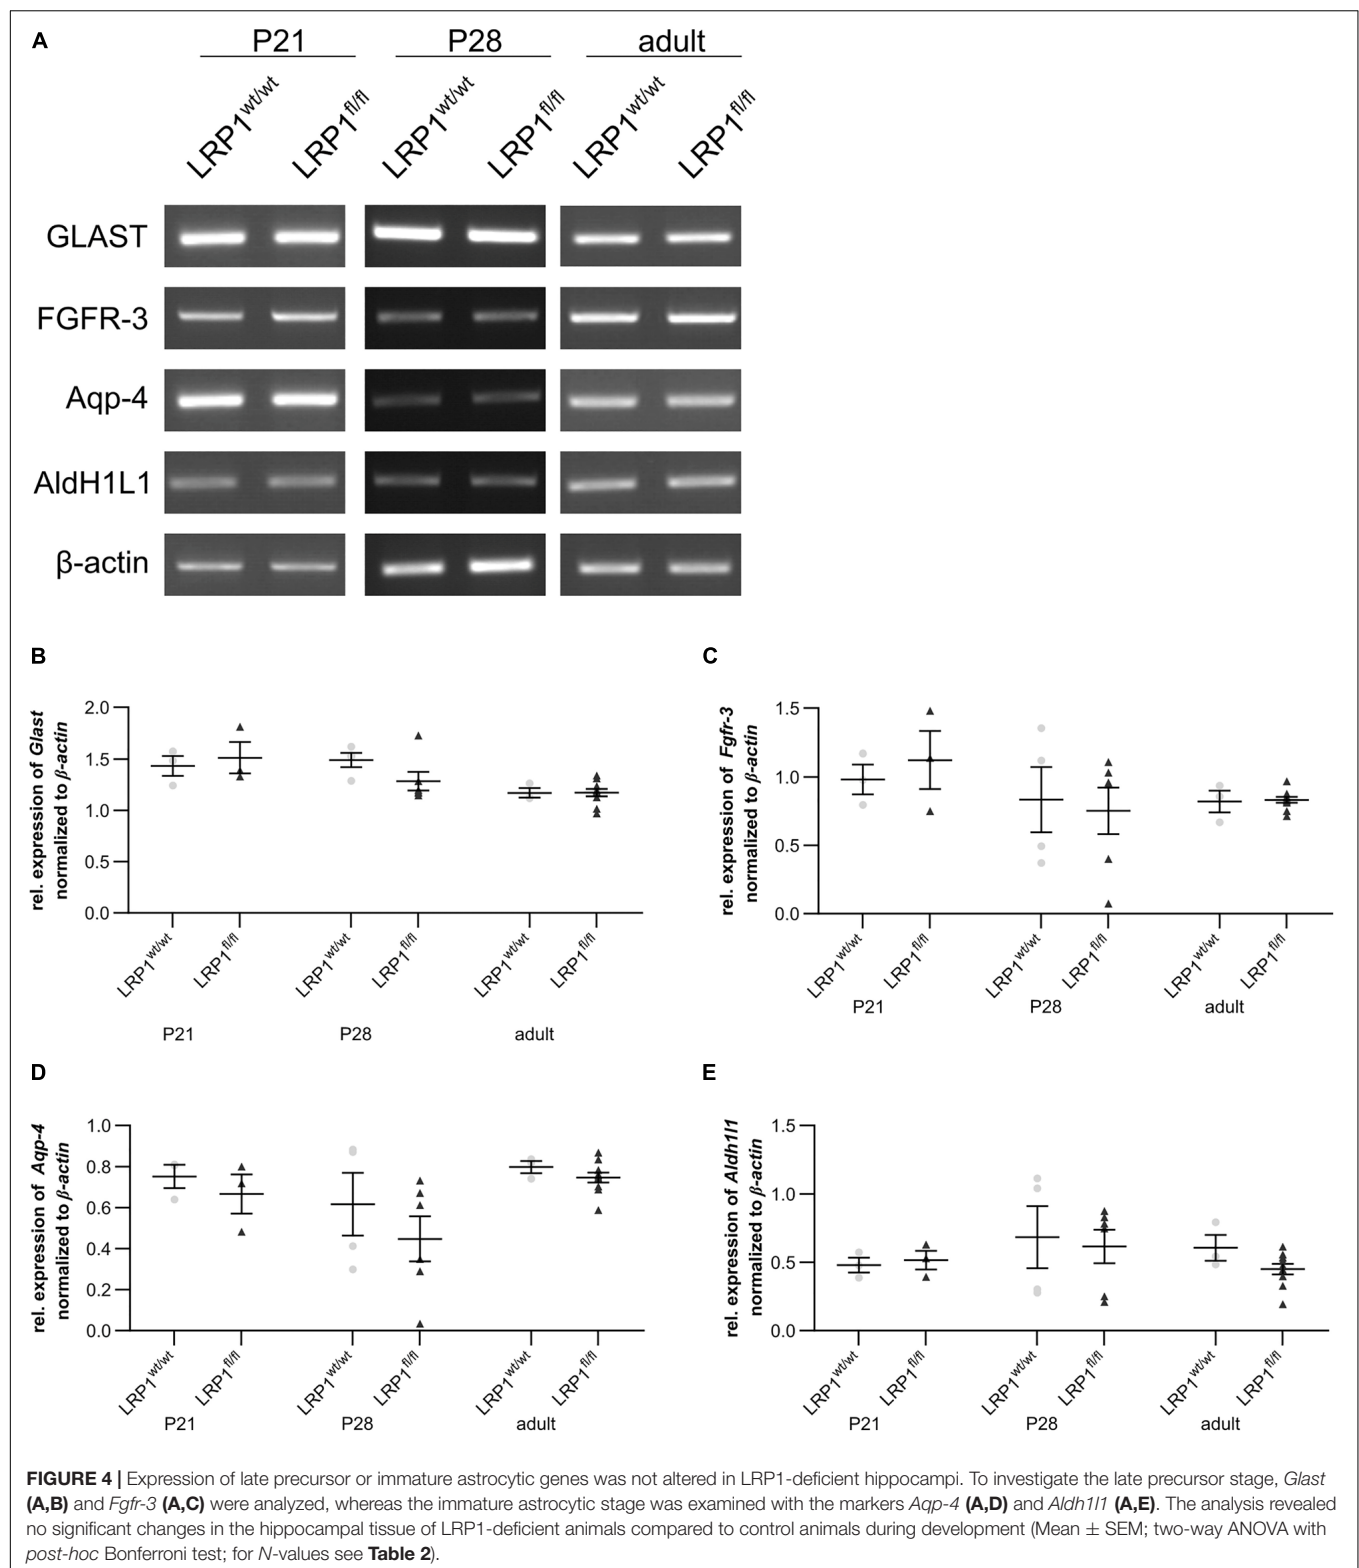 A
P21 P28 adult
LRP1wt/wt LRP1fl/fl LRP1wt/wt LRP1fl/fl LRP1wt/wt LRP1fl/fl
GLAST
FGFR-3
Aqp-4
AldH1L1
β-actin
B
rel. expression of Glast
normalized to β-actin
2.0
1.5
1.0
0.5
0.0
LRP1wt/wt LRP1fl/fl LRP1wt/wt LRP1fl/fl LRP1wt/wt LRP1fl/fl
P21 P28 adult
C
rel. expression of Fgfr-3
normalized to β-actin
1.5
1.0
0.5
0.0
LRP1wt/wt LRP1fl/fl LRP1wt/wt LRP1fl/fl LRP1wt/wt LRP1fl/fl
P21 P28 adult
D
rel. expression of Aqp-4
normalized to β-actin
1.0
0.8
0.6
0.4
0.2
0.0
LRP1wt/wt LRP1fl/fl LRP1wt/wt LRP1fl/fl LRP1wt/wt LRP1fl/fl
P21 P28 adult
E
rel. expression of Aldh1l1
normalized to β-actin
1.5
1.0
0.5
0.0
LRP1wt/wt LRP1fl/fl LRP1wt/wt LRP1fl/fl LRP1wt/wt LRP1fl/fl
P21 P28 adult
FIGURE 4 | Expression of late precursor or immature astrocytic genes was not altered in LRP1-deficient hippocampi. To investigate the late precursor stage, Glast
(A,B) and Fgfr-3 (A,C) were analyzed, whereas the immature astrocytic stage was examined with the markers Aqp-4 (A,D) and Aldh1l1 (A,E). The analysis revealed
no significant changes in the hippocampal tissue of LRP1-deficient animals compared to control animals during development (Mean ± SEM; two-way ANOVA with
post-hoc Bonferroni test; for N-values see Table 2).